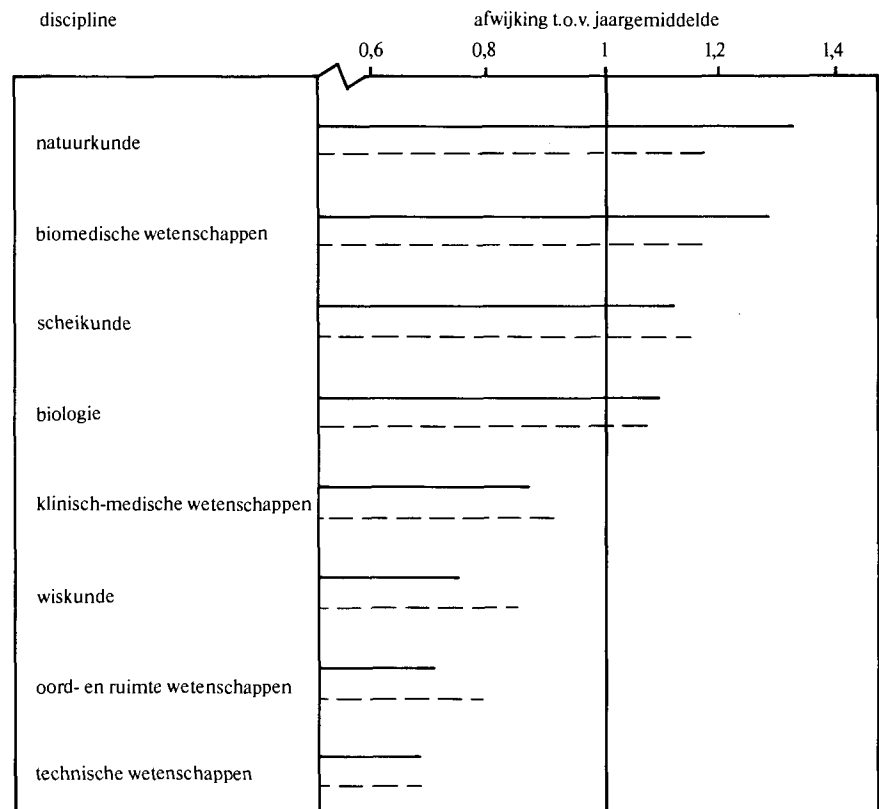 discipline afwijking t.o.v. jaargemiddelde
0,6 0,8 1 1,2 1,4
natuurkunde
biomedische wetenschappen
scheikunde
biologie
klinisch-medische wetenschappen
wiskunde
oord- en ruimte wetenschappen
technische wetenschappen